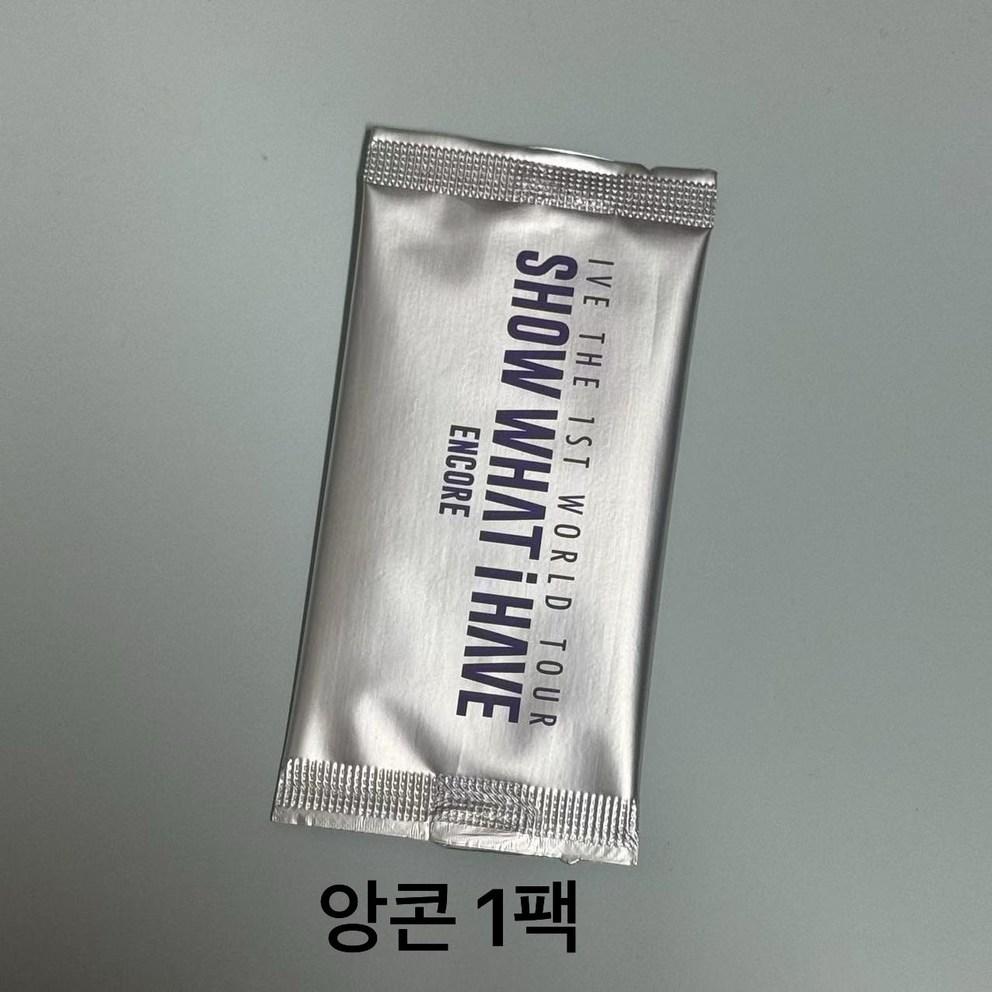 IVE THE 1ST WORLD TOUR
SHOW WHAT i HAVE
ENCORE
앙콘 1팩